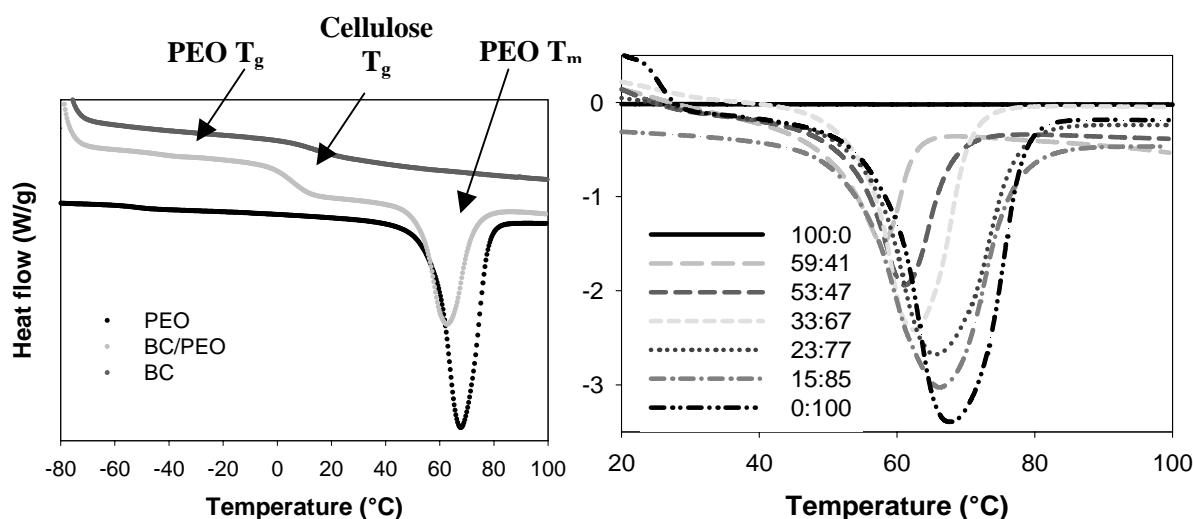 PEO Tg
Cellulose
Tg
PEO Tm
Heat flow (W/g)
PEO
BC/PEO
BC
-80 -60 -40 -20 0 20 40 60 80 100
Temperature (°C)
0
-1
-2
-3
100:0
59:41
53:47
33:67
23:77
15:85
0:100
20 40 60 80 100
Temperature (°C)